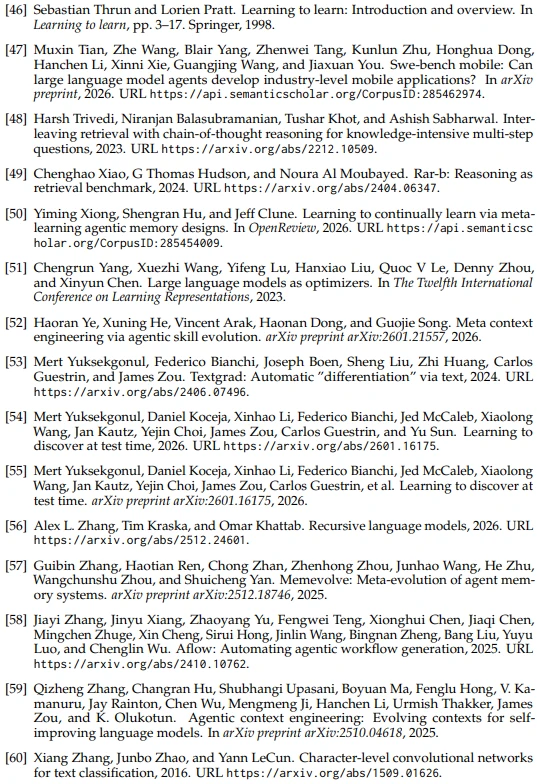 [46] Sebastian Thrun and Lorien Pratt. Learning to learn: Introduction and overview. In
Learning to learn, pp. 3–17. Springer, 1998.
[47] Muxin Tian, Zhe Wang, Blair Yang, Zhenwei Tang, Kunlun Zhu, Honghua Dong,
Hanchen Li, Xinni Xie, Guangjing Wang, and Jiaxuan You. Swe-bench mobile: Can
large language model agents develop industry-level mobile applications? In arXiv
preprint, 2026. URL https://api.semanticscholar.org/CorpusID:285462974.
[48] Harsh Trivedi, Niranjan Balasubramanian, Tushar Khot, and Ashish Sabharwal. Inter-
leaving retrieval with chain-of-thought reasoning for knowledge-intensive multi-step
questions, 2023. URL https://arxiv.org/abs/2212.10509.
[49] Chenghao Xiao, G Thomas Hudson, and Noura Al Moubayed. Rar-b: Reasoning as
retrieval benchmark, 2024. URL https://arxiv.org/abs/2404.06347.
[50] Yiming Xiong, Shengran Hu, and Jeff Clune. Learning to continually learn via meta-
learning agentic memory designs. In OpenReview, 2026. URL https://api.semanticsc
holar.org/CorpusID:285454009.
[51] Chengrun Yang, Xuezhi Wang, Yifeng Lu, Hanxiao Liu, Quoc V Le, Denny Zhou,
and Xinyun Chen. Large language models as optimizers. In The Twelfth International
Conference on Learning Representations, 2023.
[52] Haoran Ye, Xuning He, Vincent Arak, Haonan Dong, and Guojie Song. Meta context
engineering via agentic skill evolution. arXiv preprint arXiv:2601.21557, 2026.
[53] Mert Yuksekgonul, Federico Bianchi, Joseph Boen, Sheng Liu, Zhi Huang, Carlos
Guestrin, and James Zou. Textgrad: Automatic ”differentiation” via text, 2024. URL
https://arxiv.org/abs/2406.07496.
[54] Mert Yuksekgonul, Daniel Koceja, Xinhao Li, Federico Bianchi, Jed McCaleb, Xiaolong
Wang, Jan Kautz, Yejin Choi, James Zou, Carlos Guestrin, and Yu Sun. Learning to
discover at test time, 2026. URL https://arxiv.org/abs/2601.16175.
[55] Mert Yuksekgonul, Daniel Koceja, Xinhao Li, Federico Bianchi, Jed McCaleb, Xiaolong
Wang, Jan Kautz, Yejin Choi, James Zou, Carlos Guestrin, et al. Learning to discover at
test time. arXiv preprint arXiv:2601.16175, 2026.
[56] Alex L. Zhang, Tim Kraska, and Omar Khattab. Recursive language models, 2026. URL
https://arxiv.org/abs/2512.24601.
[57] Guibin Zhang, Haotian Ren, Chong Zhan, Zhenhong Zhou, Junhao Wang, He Zhu,
Wangchunshu Zhou, and Shuicheng Yan. Memevolve: Meta-evolution of agent mem-
ory systems. arXiv preprint arXiv:2512.18746, 2025.
[58] Jiayi Zhang, Jinyu Xiang, Zhaoyang Yu, Fengwei Teng, Xionghui Chen, Jiaqi Chen,
Mingchen Zhuge, Xin Cheng, Sirui Hong, Jinlin Wang, Bingnan Zheng, Bang Liu, Yuyu
Luo, and Chenglin Wu. Aflow: Automating agentic workflow generation, 2025. URL
https://arxiv.org/abs/2410.10762.
[59] Qizheng Zhang, Changran Hu, Shubhangi Upasani, Boyuan Ma, Fenglu Hong, V. Ka-
manuru, Jay Rainton, Chen Wu, Mengmeng Ji, Hanchen Li, Urmish Thakker, James
Zou, and K. Olukotun. Agentic context engineering: Evolving contexts for self-
improving language models. In arXiv preprint arXiv:2510.04618, 2025.
[60] Xiang Zhang, Junbo Zhao, and Yann LeCun. Character-level convolutional networks
for text classification, 2016. URL https://arxiv.org/abs/1509.01626.